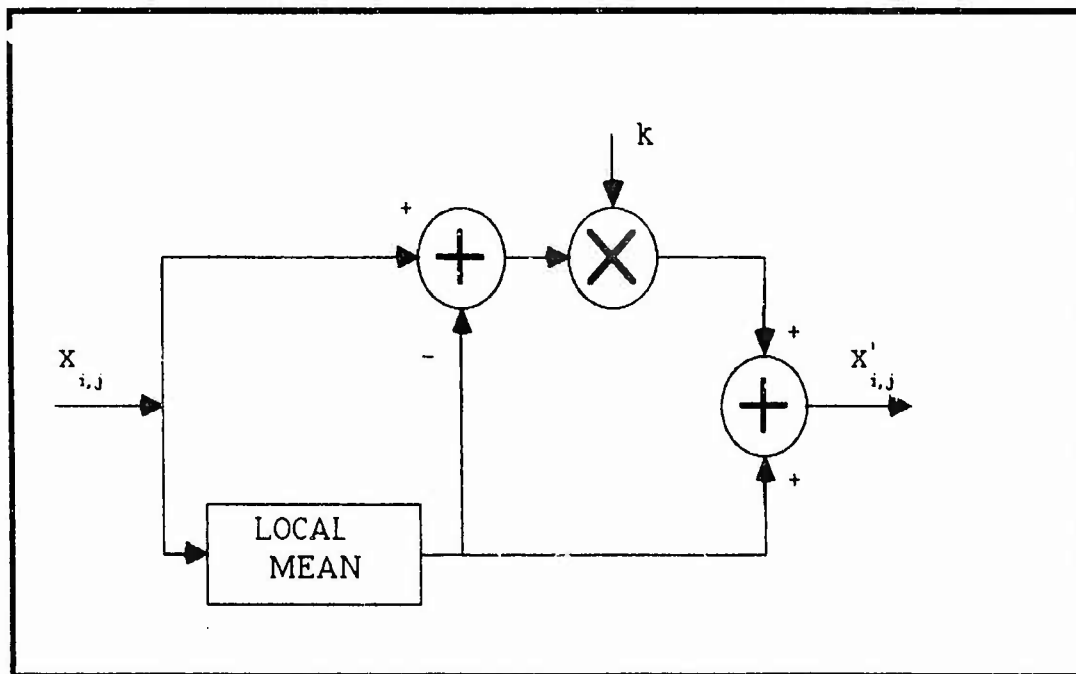 k
+
+
×
-
+
X i,j
+
X' i,j
+
LOCAL
MEAN